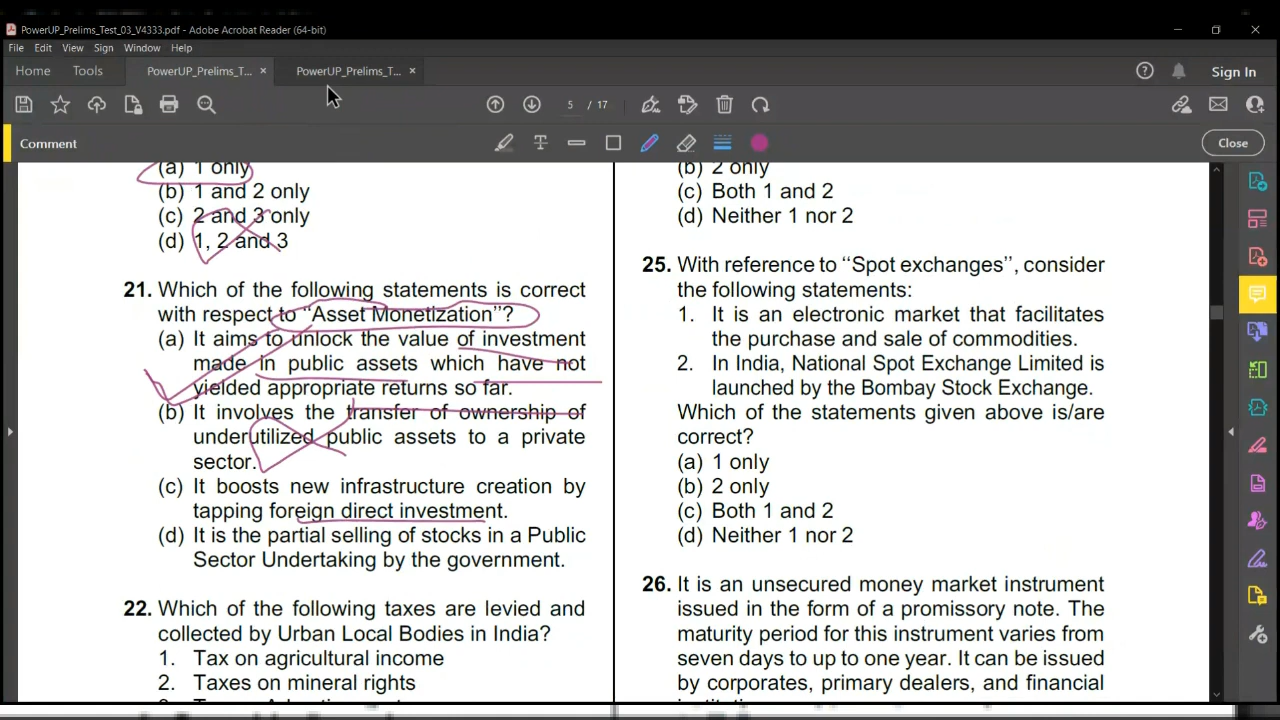 PowerUP_Prelims_Test_03_V4333.pdf - Adobe Acrobat Reader (64-bit)
File Edit View Sign Window Help
Home Tools PowerUP_Prelims_T... × PowerUP_Prelims_T... × Sign In
5 / 17
Comment Close
(a) 1 only
(b) 1 and 2 only
(c) 2 and 3 only
(d) 1, 2 and 3
21. Which of the following statements is correct
with respect to “Asset Monetization”?
(a) It aims to unlock the value of investment
made in public assets which have not
yielded appropriate returns so far.
(b) It involves the transfer of ownership of
underutilized public assets to a private
sector.
(c) It boosts new infrastructure creation by
tapping foreign direct investment.
(d) It is the partial selling of stocks in a Public
Sector Undertaking by the government.
22. Which of the following taxes are levied and
collected by Urban Local Bodies in India?
1. Tax on agricultural income
2. Taxes on mineral rights
(b) 2 only
(c) Both 1 and 2
(d) Neither 1 nor 2
25. With reference to “Spot exchanges”, consider
the following statements:
1. It is an electronic market that facilitates
the purchase and sale of commodities.
2. In India, National Spot Exchange Limited is
launched by the Bombay Stock Exchange.
Which of the statements given above is/are
correct?
(a) 1 only
(b) 2 only
(c) Both 1 and 2
(d) Neither 1 nor 2
26. It is an unsecured money market instrument
issued in the form of a promissory note. The
maturity period for this instrument varies from
seven days to up to one year. It can be issued
by corporates, primary dealers, and financial